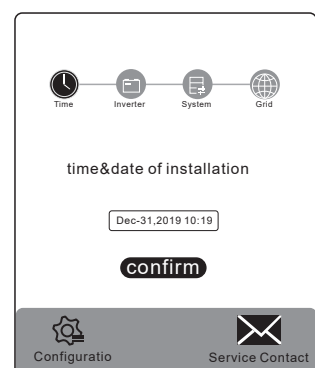 Time Inverter System Grid
time&date of installation
Dec-31,2019 10:19
confirm
Configuratio Service Contact